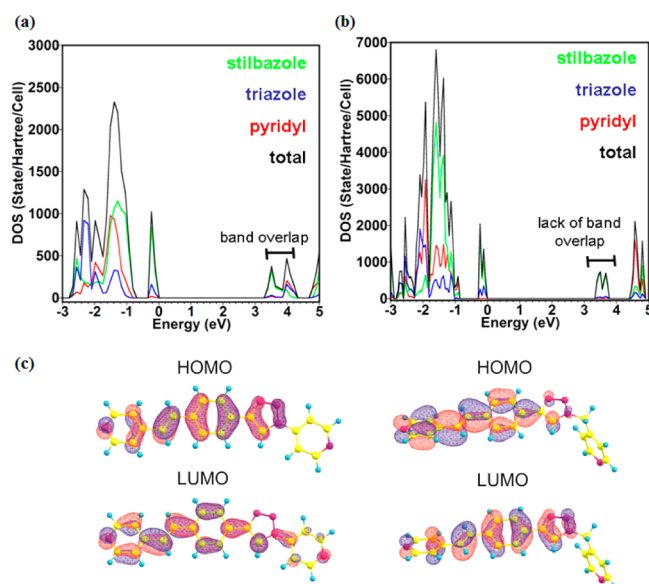 (a)
DOS (State/Hartree/Cell)
3000
2500
2000
1500
1000
500
0
stilbazole
triazole
pyridyl
total
band overlap
-3 -2 -1 0 1 2 3 4 5
Energy (eV)
(b)
DOS (State/Hartree/Cell)
7000
6000
5000
4000
3000
2000
1000
0
stilbazole
triazole
pyridyl
total
lack of band
overlap
-3 -2 -1 0 1 2 3 4 5
Energy (eV)
(c)
HOMO
HOMO
LUMO
LUMO